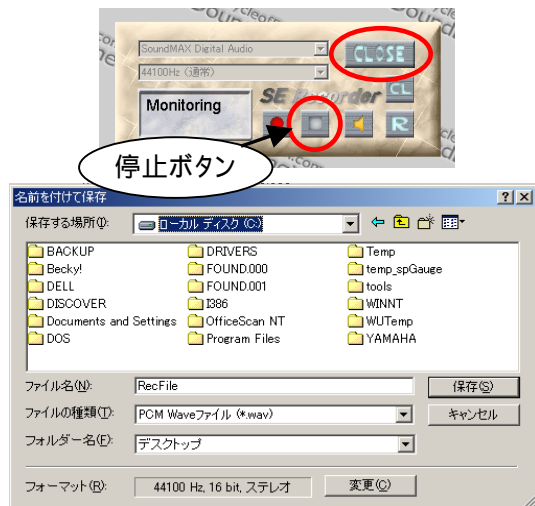 SoundMAX Digital Audio
CLOSE
44100Hz (通常)
Monitoring
SE Recorder
CL
R
停止ボタン
名前を付けて保存
保存する場所(I):
ローカル ディスク (C:)
BACKUP
DRIVERS
Temp
Becky!
FOUND.000
temp_spGauge
DELL
FOUND.001
tools
DISCOVER
I386
WINNT
Documents and Settings
OfficeScan NT
WUTemp
DOS
Program Files
YAMAHA
ファイル名(N):
RecFile
保存(S)
ファイルの種類(T):
PCM Waveファイル (*.wav)
キャンセル
フォルダー名(F):
デスクトップ
フォーマット(R):
44100 Hz, 16 bit, ステレオ
変更(C)